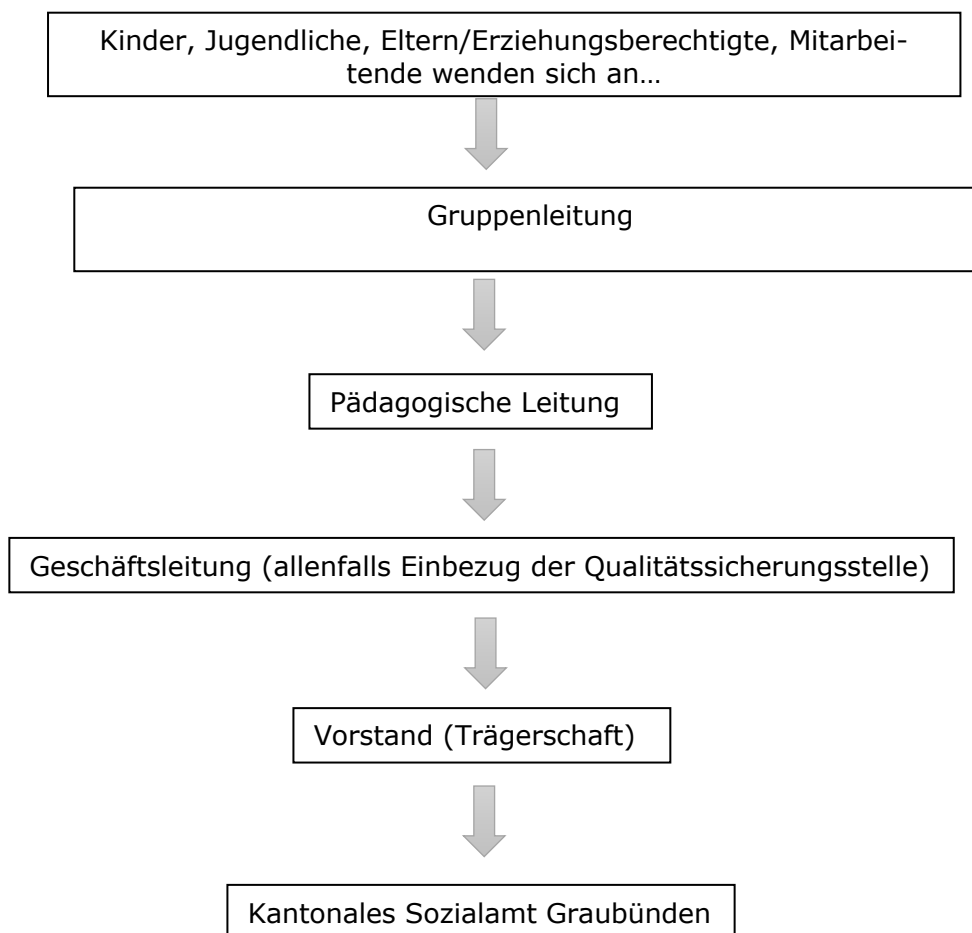 Kinder, Jugendliche, Eltern/Erziehungsberechtigte, Mitarbei-
tende wenden sich an…
Gruppenleitung
Pädagogische Leitung
Geschäftsleitung (allenfalls Einbezug der Qualitätssicherungsstelle)
Vorstand (Trägerschaft)
Kantonales Sozialamt Graubünden